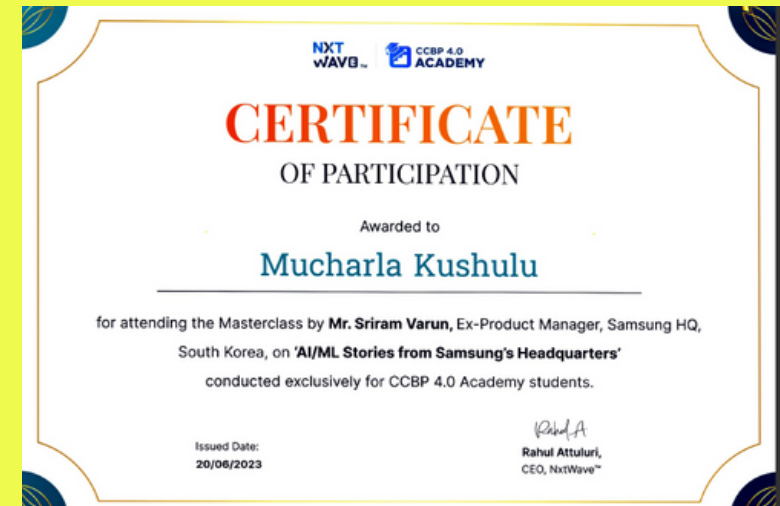 NXT WAVE™ CCBP 4.0 ACADEMY
CERTIFICATE
OF PARTICIPATION
Awarded to
Mucharla Kushulu
for attending the Masterclass by Mr. Sriram Varun, Ex-Product Manager, Samsung HQ,
South Korea, on 'AI/ML Stories from Samsung's Headquarters'
conducted exclusively for CCBP 4.0 Academy students.
Issued Date:
20/06/2023
Rahul A
Rahul Attuluri,
CEO, NxtWave™